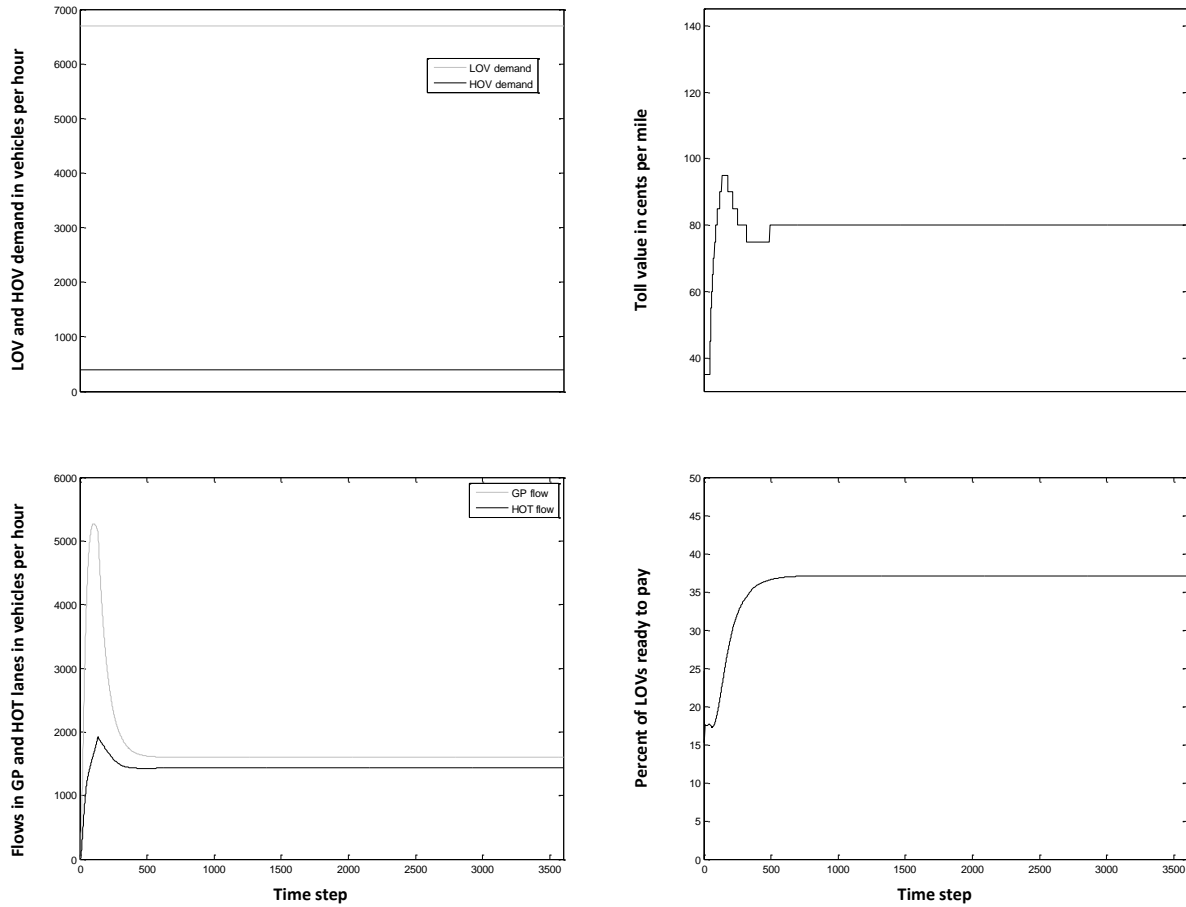 LOV and HOV demand in vehicles per hour
7000
6000
5000
4000
3000
2000
1000
0
LOV demand
HOV demand
Toll value in cents per mile
140
120
100
80
60
40
Flows in GP and HOT lanes in vehicles per hour
6000
5000
4000
3000
2000
1000
0
GP flow
HOT flow
0 500 1000 1500 2000 2500 3000 3500
Time step
Percent of LOVs ready to pay
50
45
40
35
30
25
20
15
10
5
0
0 500 1000 1500 2000 2500 3000 3500
Time step